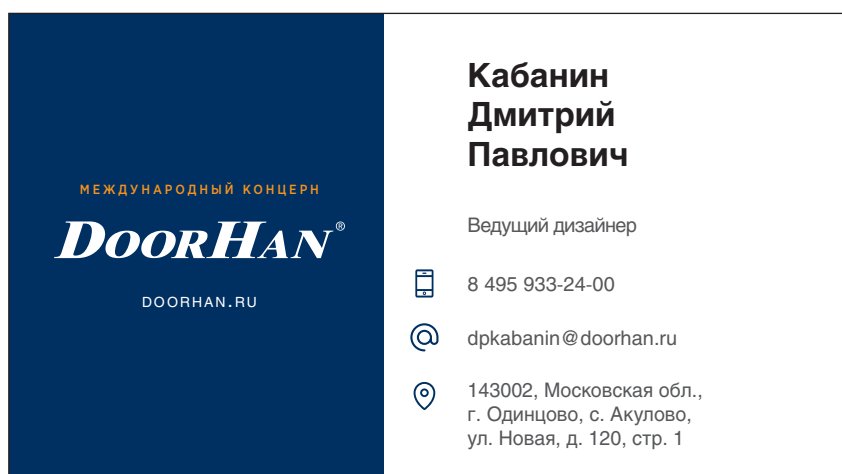 МЕЖДУНАРОДНЫЙ КОНЦЕРН
DOORHAN®
DOORHAN.RU
Кабанин
Дмитрий
Павлович
Ведущий дизайнер
8 495 933-24-00
dpkabanin@doorhan.ru
143002, Московская обл.,
г. Одинцово, с. Акулово,
ул. Новая, д. 120, стр. 1